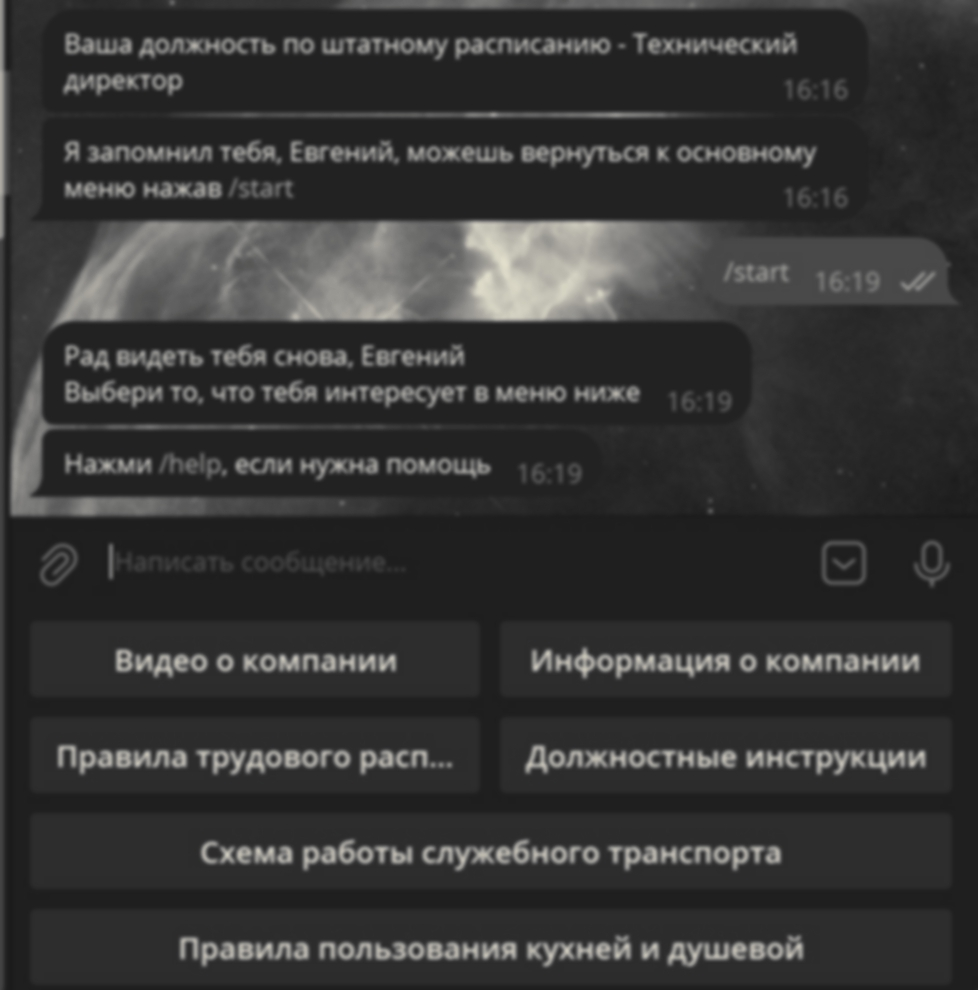 Ваша должность по штатному расписанию - Технический
директор
16:16
Я запомнил тебя, Евгений, можешь вернуться к основному
меню нажав /start
16:16
/start 16:19
Рад видеть тебя снова, Евгений
Выбери то, что тебя интересует в меню ниже 16:19
Нажми /help, если нужна помощь 16:19
Написать сообщение...
Видео о компании
Информация о компании
Правила трудового расп...
Должностные инструкции
Схема работы служебного транспорта
Правила пользования кухней и душевой